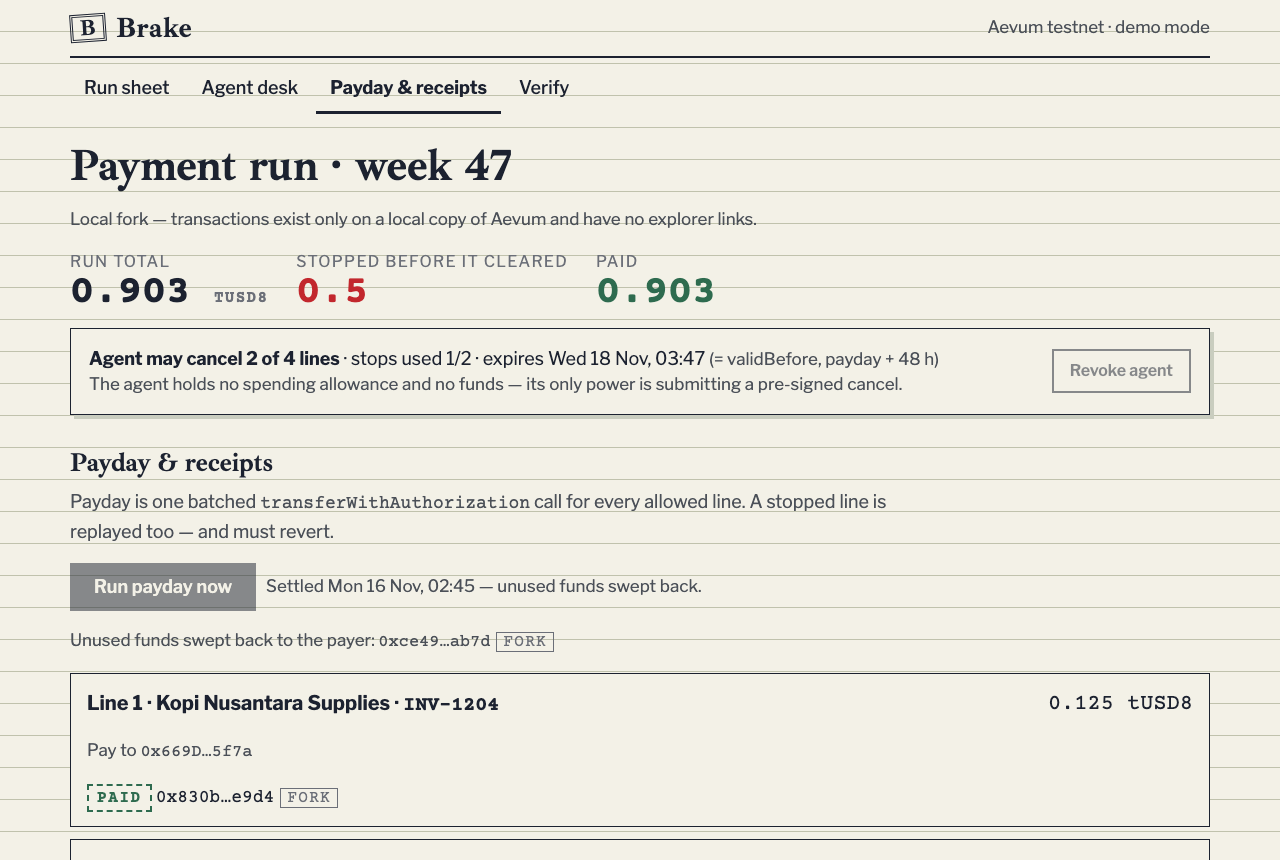 B Brake
Aevum testnet · demo mode
Run sheet Agent desk Payday & receipts Verify
Payment run · week 47
Local fork — transactions exist only on a local copy of Aevum and have no explorer links.
RUN TOTAL STOPPED BEFORE IT CLEARED PAID
0.903 TUSD8 0.5 0.903
Agent may cancel 2 of 4 lines · stops used 1/2 · expires Wed 18 Nov, 03:47 (= validBefore, payday + 48 h)
The agent holds no spending allowance and no funds — its only power is submitting a pre-signed cancel.
Revoke agent
Payday & receipts
Payday is one batched transferWithAuthorization call for every allowed line. A stopped line is
replayed too — and must revert.
Run payday now Settled Mon 16 Nov, 02:45 — unused funds swept back.
Unused funds swept back to the payer: 0xce49…ab7d FORK
Line 1 · Kopi Nusantara Supplies · INV-1204 0.125 tUSD8
Pay to 0x669D…5f7a
PAID 0x830b…e9d4 FORK